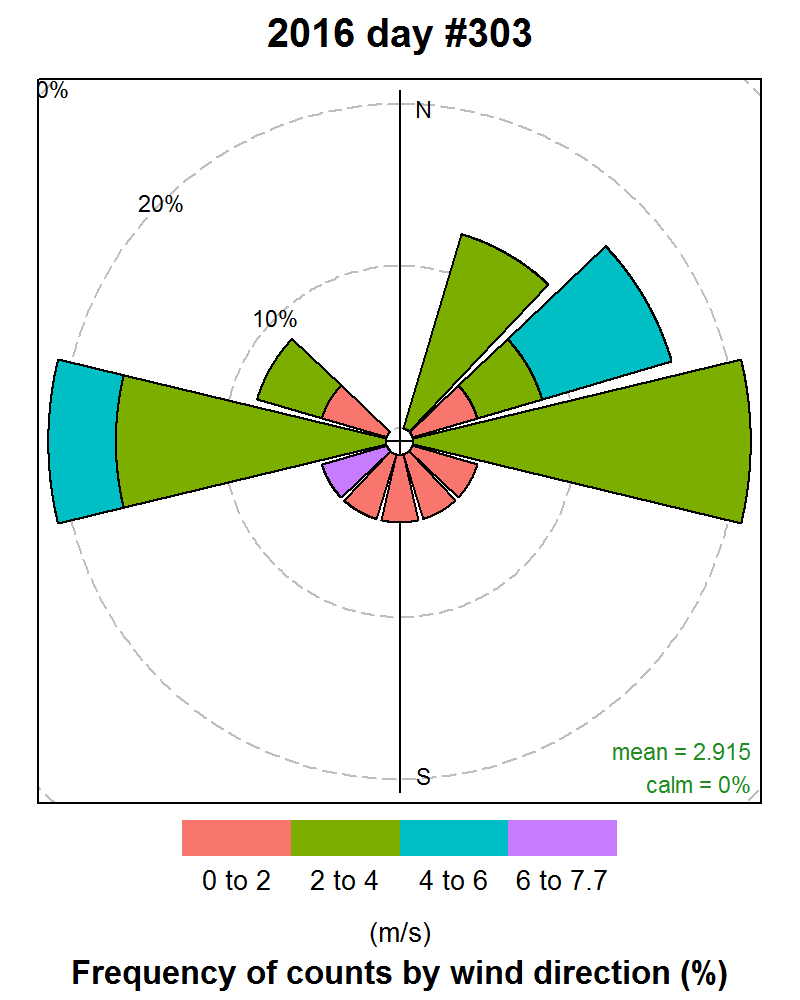 2016 day #303
0%
N
20%
10%
S
mean = 2.915
calm = 0%
0 to 2 2 to 4 4 to 6 6 to 7.7
(m/s)
Frequency of counts by wind direction (%)